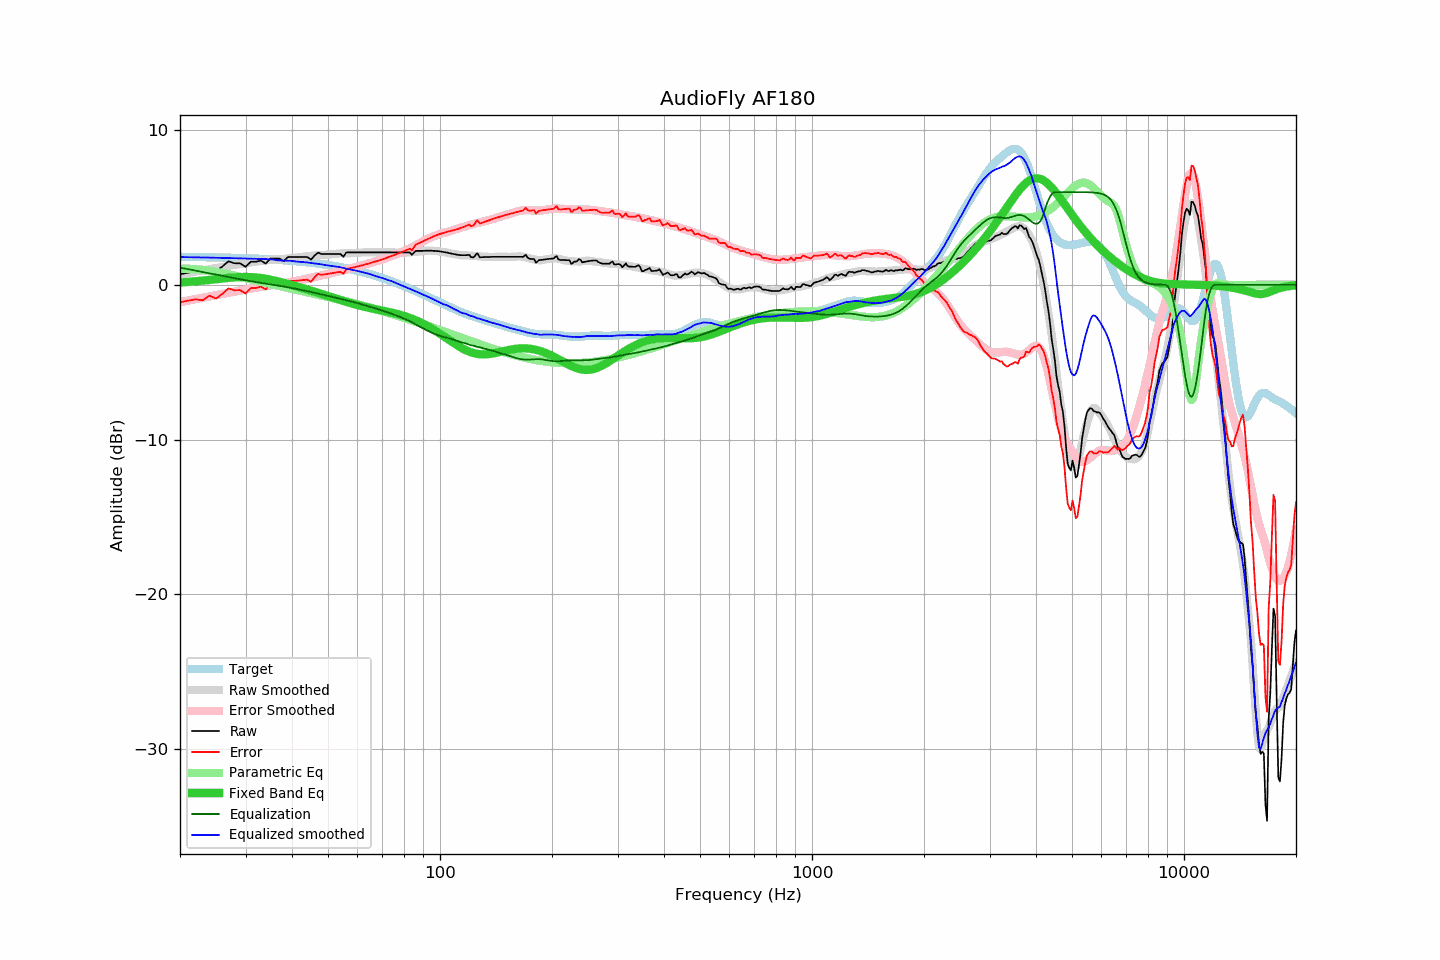 AudioFly AF180
10
0
−10
−20
−30
Amplitude (dBr)
Target
Raw Smoothed
Error Smoothed
Raw
Error
Parametric Eq
Fixed Band Eq
Equalization
Equalized smoothed
100
1000
10000
Frequency (Hz)